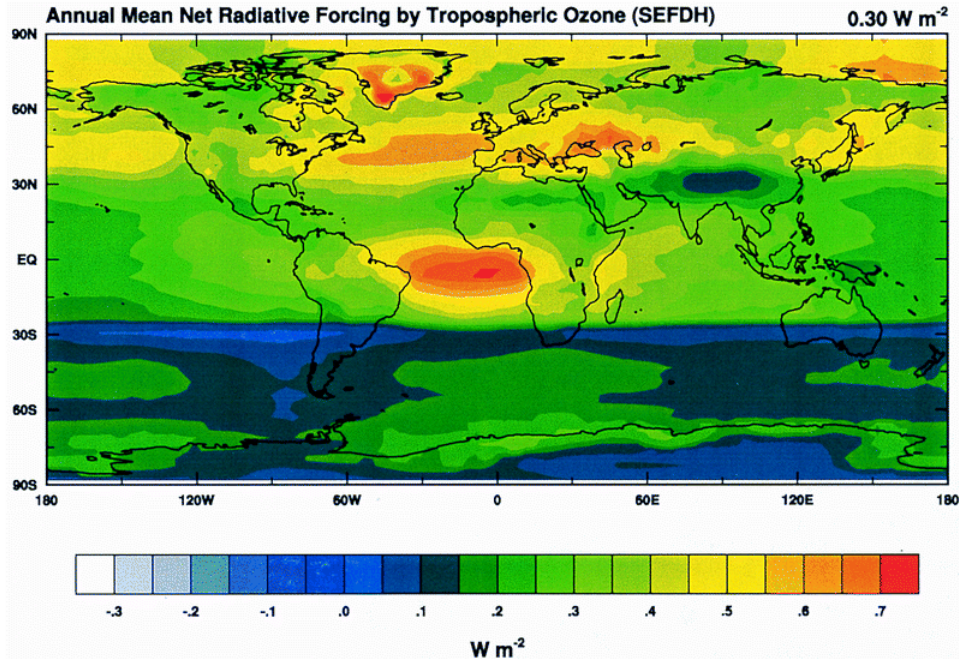 Annual Mean Net Radiative Forcing by Tropospheric Ozone (SEFDH) 0.30 W m⁻²
90N
60N
30N
EQ
30S
60S
90S
180 120W 60W 0 60E 120E 180
-.3 -.2 -.1 .0 .1 .2 .3 .4 .5 .6 .7
W m⁻²